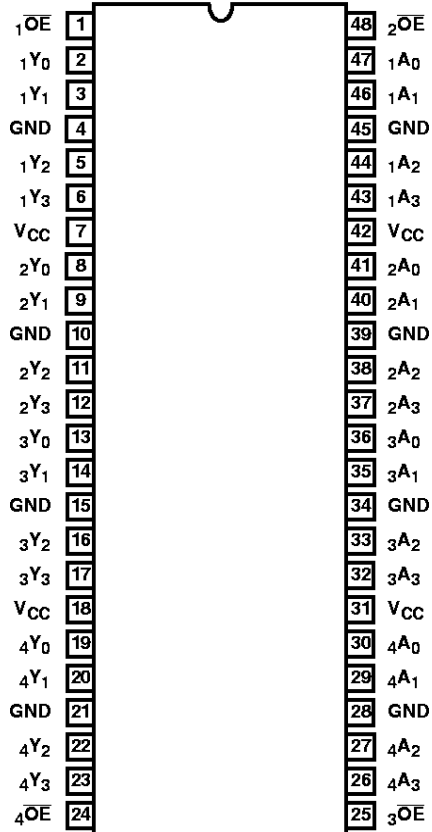 1OE 1 48 2OE
1Y0 2 47 1A0
1Y1 3 46 1A1
GND 4 45 GND
1Y2 5 44 1A2
1Y3 6 43 1A3
VCC 7 42 VCC
2Y0 8 41 2A0
2Y1 9 40 2A1
GND 10 39 GND
2Y2 11 38 2A2
2Y3 12 37 2A3
3Y0 13 36 3A0
3Y1 14 35 3A1
GND 15 34 GND
3Y2 16 33 3A2
3Y3 17 32 3A3
VCC 18 31 VCC
4Y0 19 30 4A0
4Y1 20 29 4A1
GND 21 28 GND
4Y2 22 27 4A2
4Y3 23 26 4A3
4OE 24 25 3OE